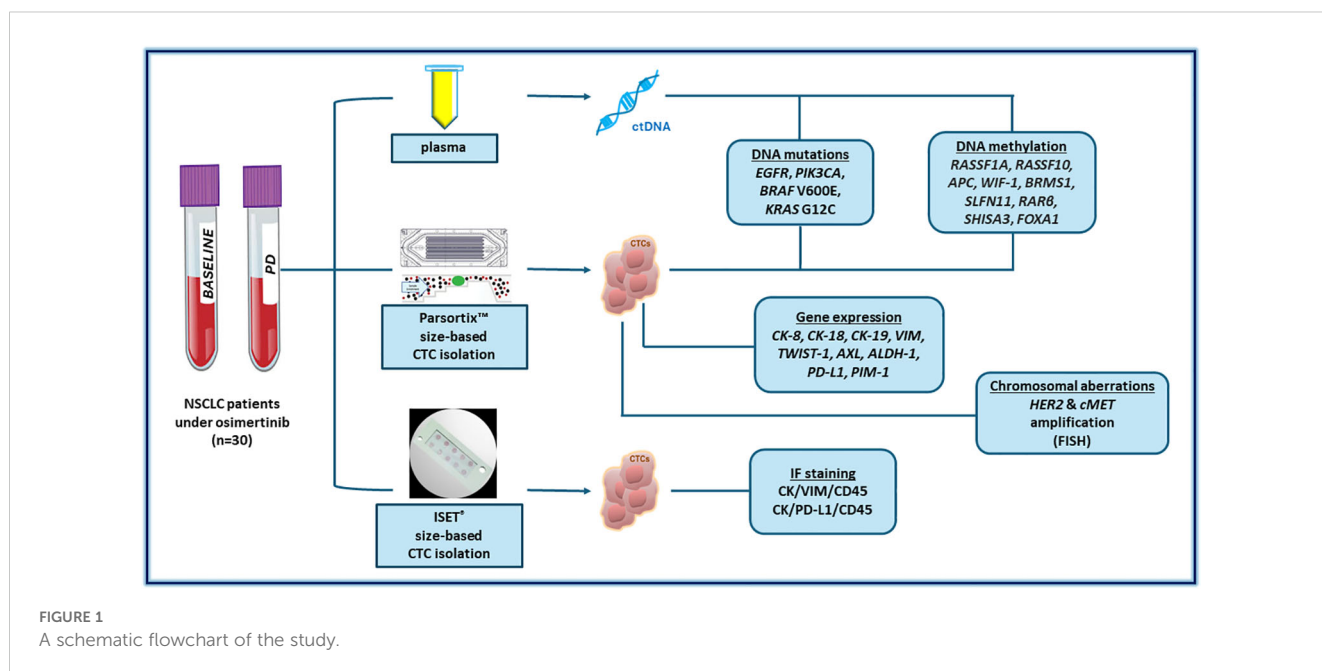 BASELINE
PD
NSCLC patients
under osimertinib
(n=30)
plasma
ctDNA
DNA mutations
EGFR, PIK3CA,
BRAF V600E,
KRAS G12C
DNA methylation
RASSF1A, RASSF10,
APC, WIF-1, BRMS1,
SLFN11, RARβ,
SHISA3, FOXA1
Parsortix™
size-based
CTC isolation
CTCs
Gene expression
CK-8, CK-18, CK-19, VIM,
TWIST-1, AXL, ALDH-1,
PD-L1, PIM-1
Chromosomal aberrations
HER2 & cMET
amplification
(FISH)
ISET®
size-based
CTC isolation
CTCs
IF staining
CK/VIM/CD45
CK/PD-L1/CD45
FIGURE 1
A schematic flowchart of the study.